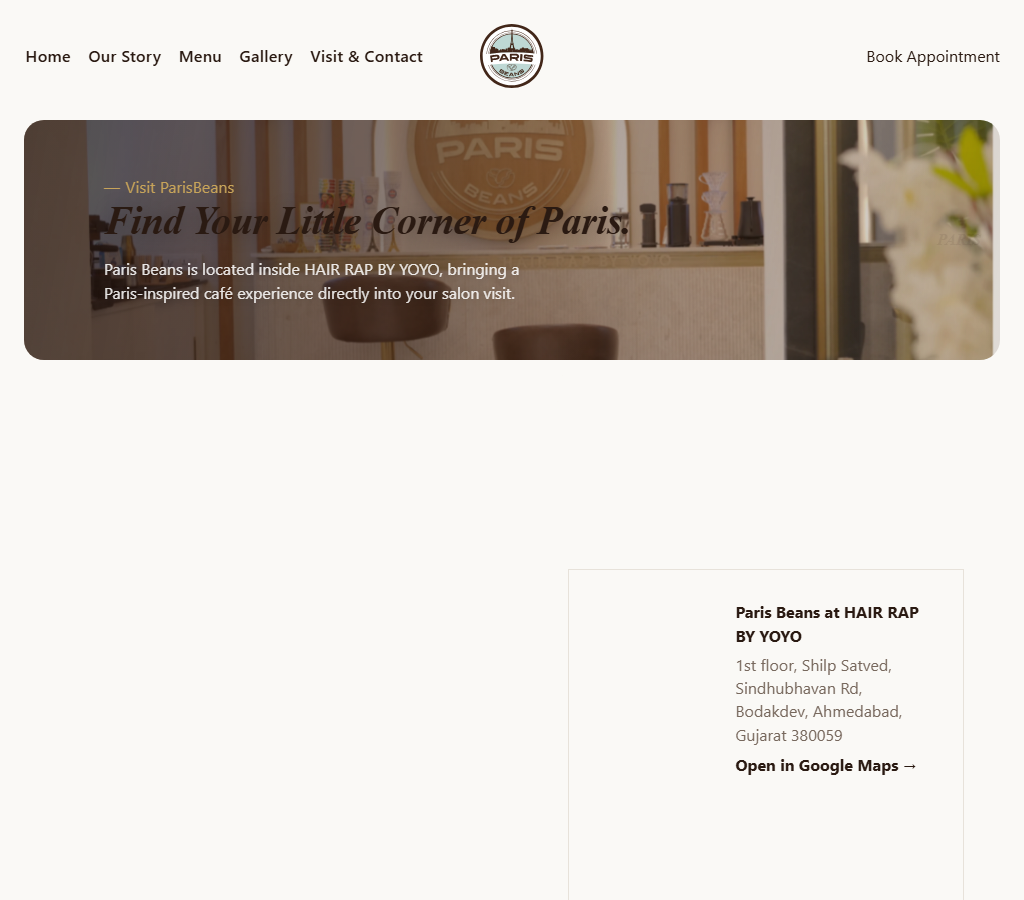 Home Our Story Menu Gallery Visit & Contact
PARIS
BEANS
Book Appointment
PARIS
BEANS
— Visit ParisBeans
Find Your Little Corner of Paris.
Paris Beans is located inside HAIR RAP BY YOYO, bringing a
Paris-inspired café experience directly into your salon visit.
Paris Beans at HAIR RAP
BY YOYO
1st floor, Shilp Satved,
Sindhubhavan Rd,
Bodakdev, Ahmedabad,
Gujarat 380059
Open in Google Maps →